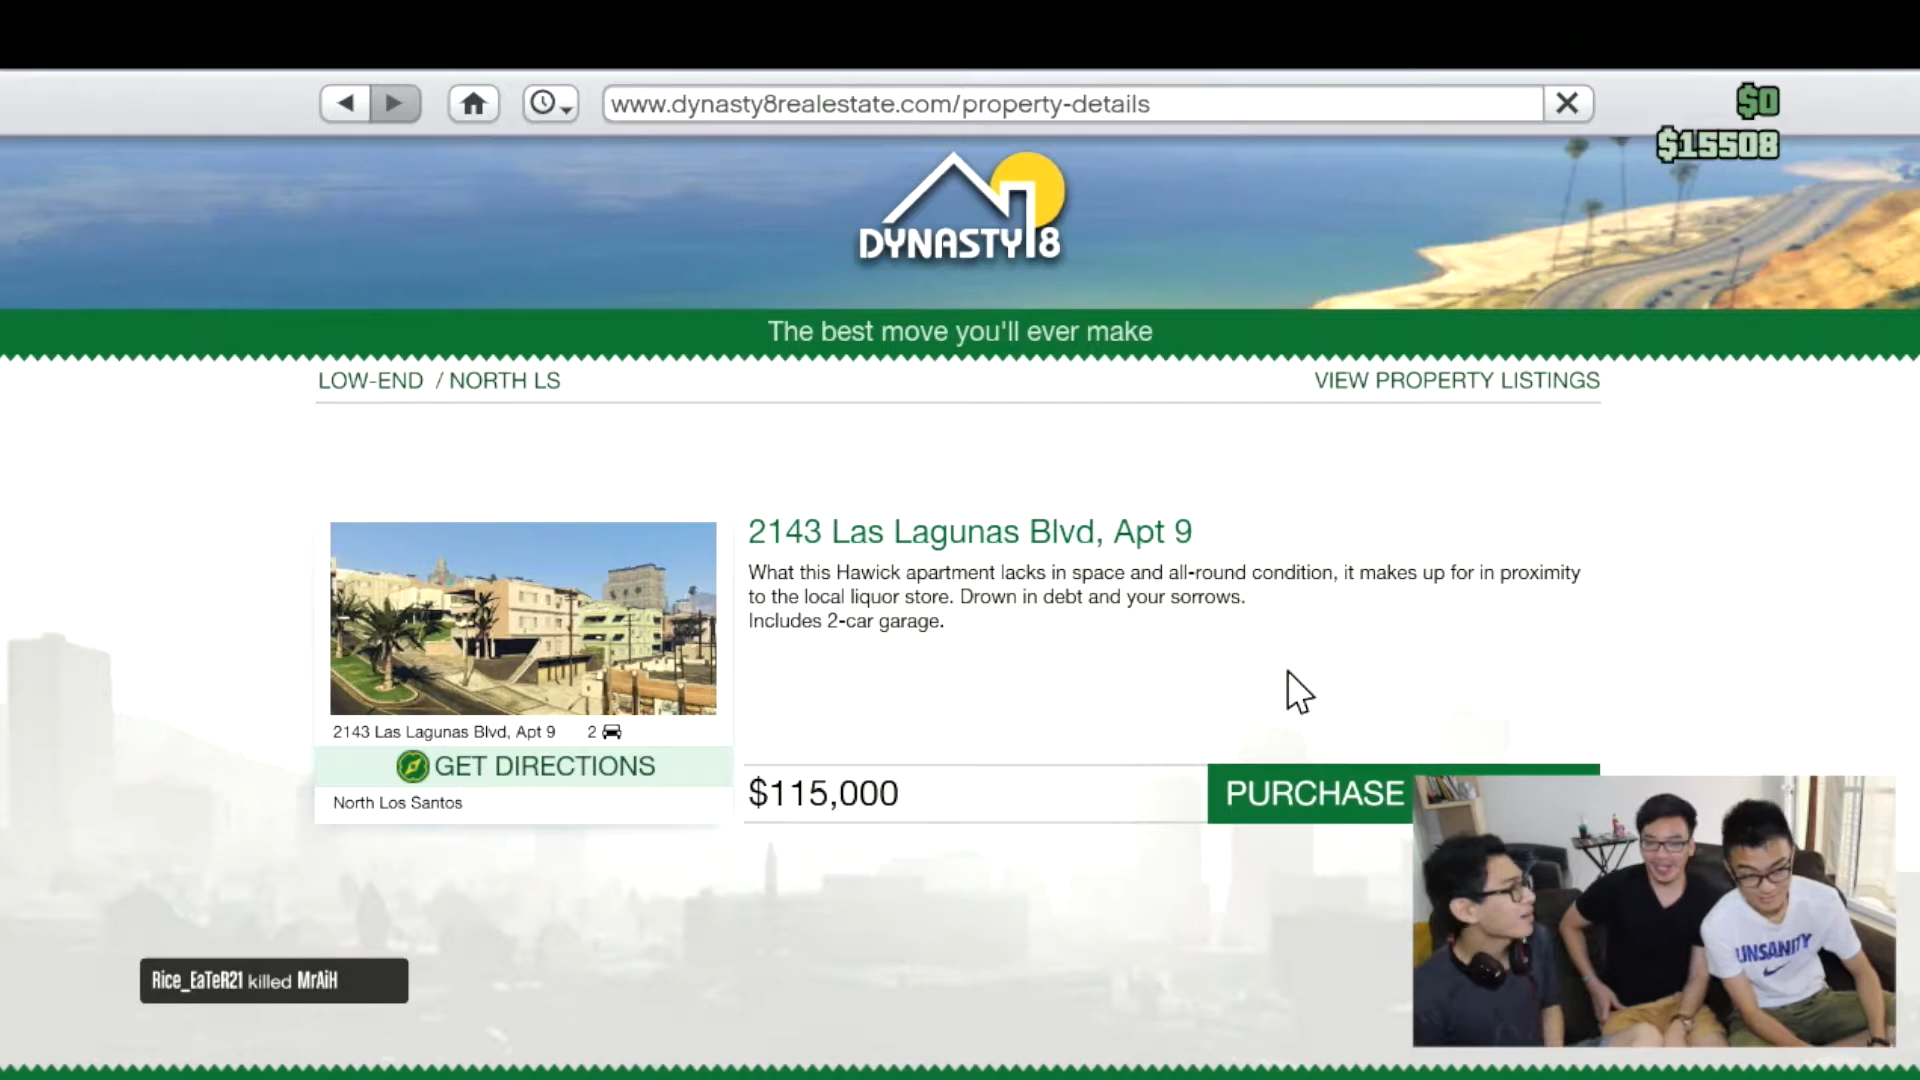 www.dynasty8realestate.com/property-details
$0
$15508
DYNASTY 8
The best move you'll ever make
LOW-END / NORTH LS
VIEW PROPERTY LISTINGS
2143 Las Lagunas Blvd, Apt 9
What this Hawick apartment lacks in space and all-round condition, it makes up for in proximity
to the local liquor store. Drown in debt and your sorrows.
Includes 2-car garage.
2143 Las Lagunas Blvd, Apt 9 2
GET DIRECTIONS
North Los Santos
$115,000
PURCHASE
UNSANITY
Rice_EaTeR21 killed MrAiH